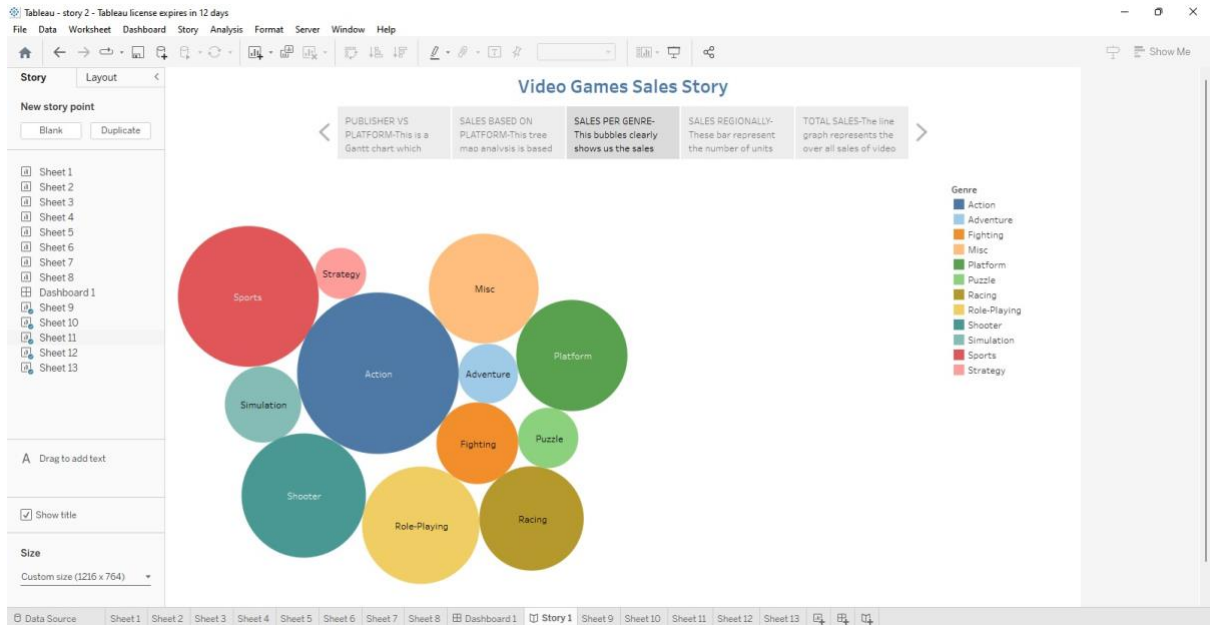 Tableau - story 2 - Tableau license expires in 12 days
File Data Worksheet Dashboard Story Analysis Format Server Window Help
Show Me
Story Layout
New story point
Blank Duplicate
Sheet 1
Sheet 2
Sheet 3
Sheet 4
Sheet 5
Sheet 6
Sheet 7
Sheet 8
Dashboard 1
Sheet 9
Sheet 10
Sheet 11
Sheet 12
Sheet 13
A Drag to add text
Show title
Size
Custom size (1216 x 764)
Video Games Sales Story
PUBLISHER VS
PLATFORM-This is a
Gantt chart which
SALES BASED ON
PLATFORM-This tree
map analysis is based
SALES PER GENRE-
This bubbles clearly
shows us the sales
SALES REGIONALLY-
These bar represent
the number of units
TOTAL SALES-The line
graph represents the
over all sales of video
Sports
Strategy
Misc
Action
Adventure
Platform
Simulation
Fighting
Puzzle
Shooter
Role-Playing
Racing
Genre
Action
Adventure
Fighting
Misc
Platform
Puzzle
Racing
Role-Playing
Shooter
Simulation
Sports
Strategy
Data Source Sheet 1 Sheet 2 Sheet 3 Sheet 4 Sheet 5 Sheet 6 Sheet 7 Sheet 8 Dashboard 1 Story 1 Sheet 9 Sheet 10 Sheet 11 Sheet 12 Sheet 13